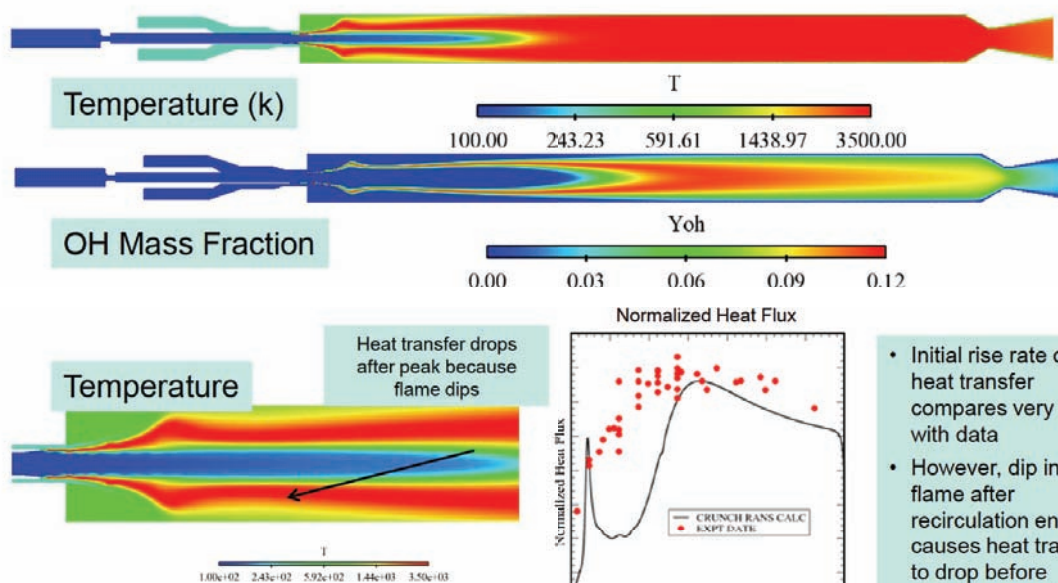 Temperature (k)
T
100.00 243.23 591.61 1438.97 3500.00
OH Mass Fraction
Yoh
0.00 0.03 0.06 0.09 0.12
Temperature
Heat transfer drops
after peak because
flame dips
T
1.00e+02 2.43e+02 5.92e+02 1.44e+03 3.50e+03
Normalized Heat Flux
Normalized Heat Flux
CRUNCH RANS CALC
EXPT DATE
• Initial rise rate
heat transfer
compares very
with data
• However, dip in
flame after
recirculation
causes heat
to drop before